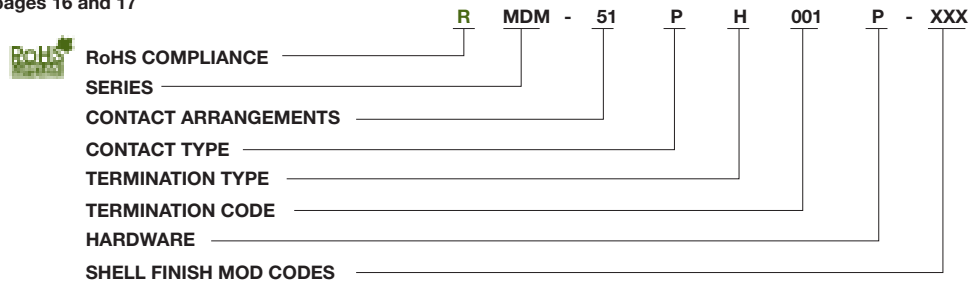 pages 16 and 17
R MDM - 51 P H 001 P - XXX
RoHS
RoHS COMPLIANCE
SERIES
CONTACT ARRANGEMENTS
CONTACT TYPE
TERMINATION TYPE
TERMINATION CODE
HARDWARE
SHELL FINISH MOD CODES